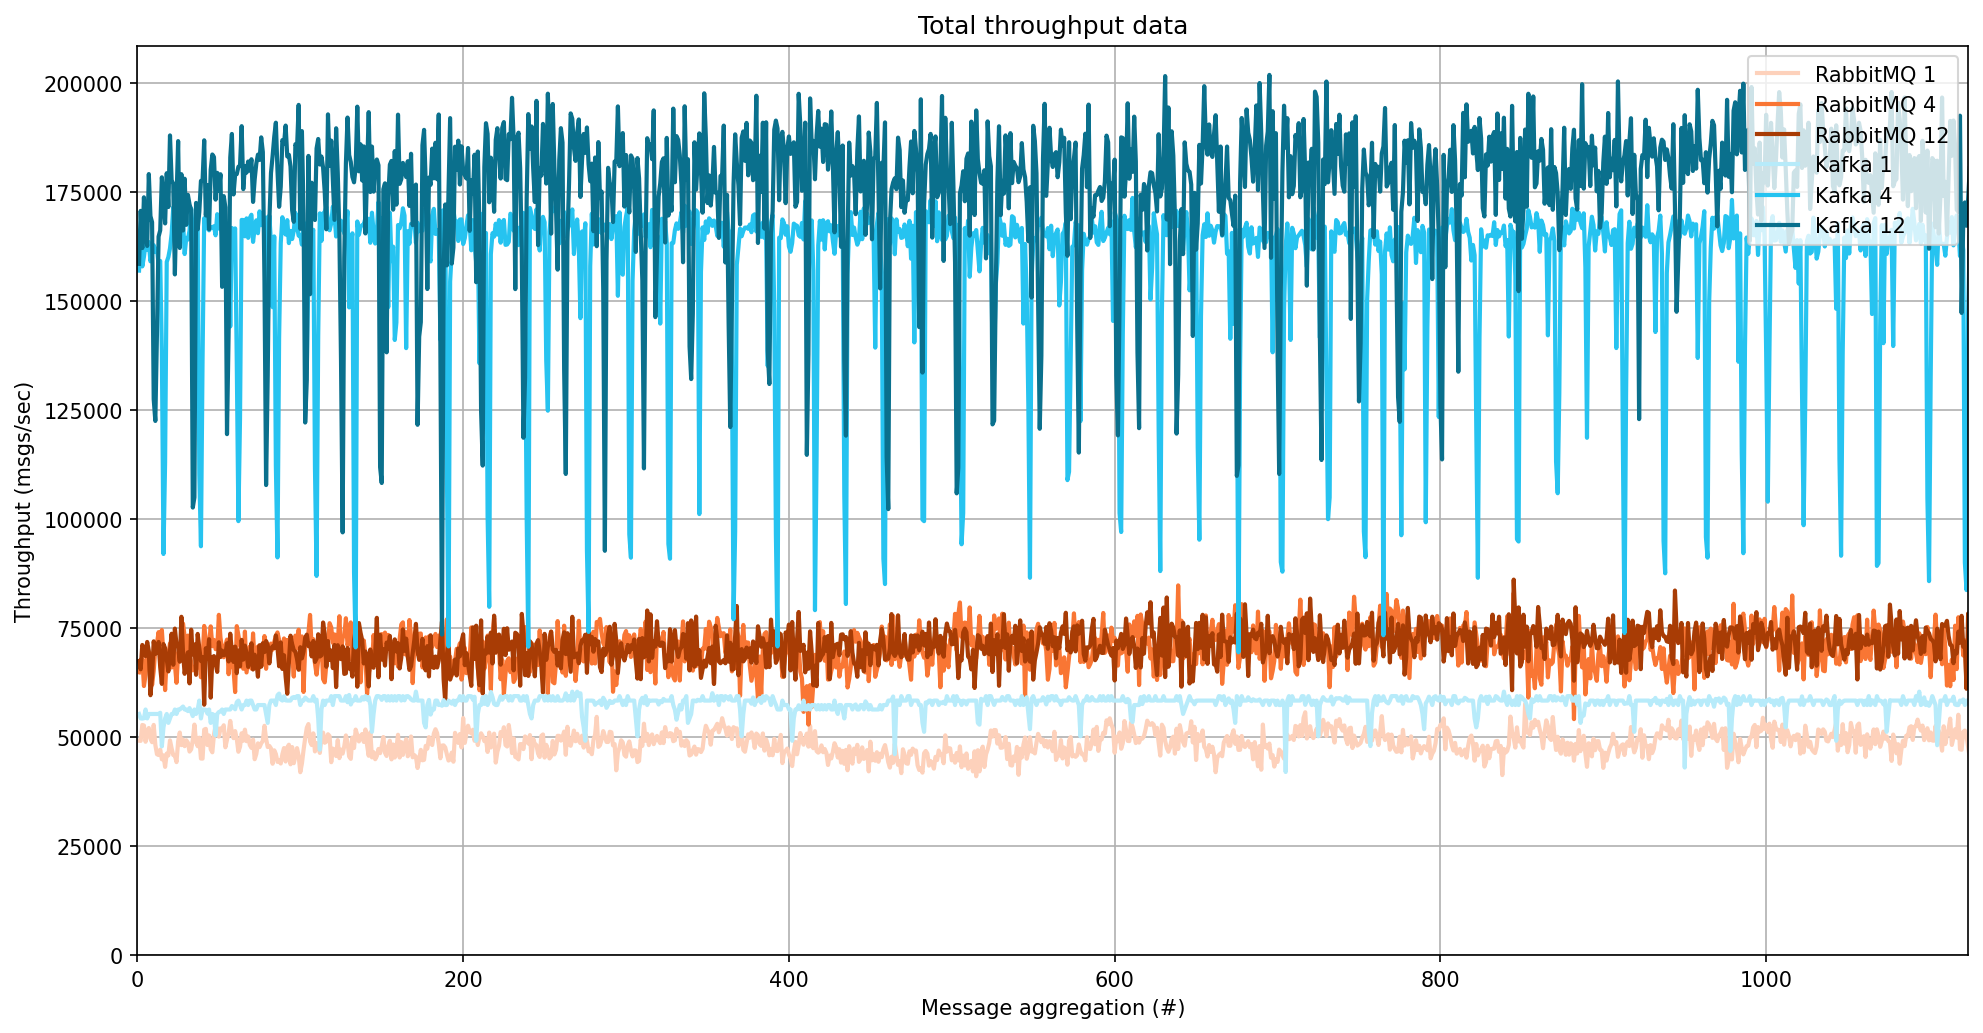 Total throughput data
Throughput (msgs/sec)
200000
175000
150000
125000
100000
75000
50000
25000
0
0 200 400 600 800 1000
Message aggregation (#)
RabbitMQ 1
RabbitMQ 4
RabbitMQ 12
Kafka 1
Kafka 4
Kafka 12